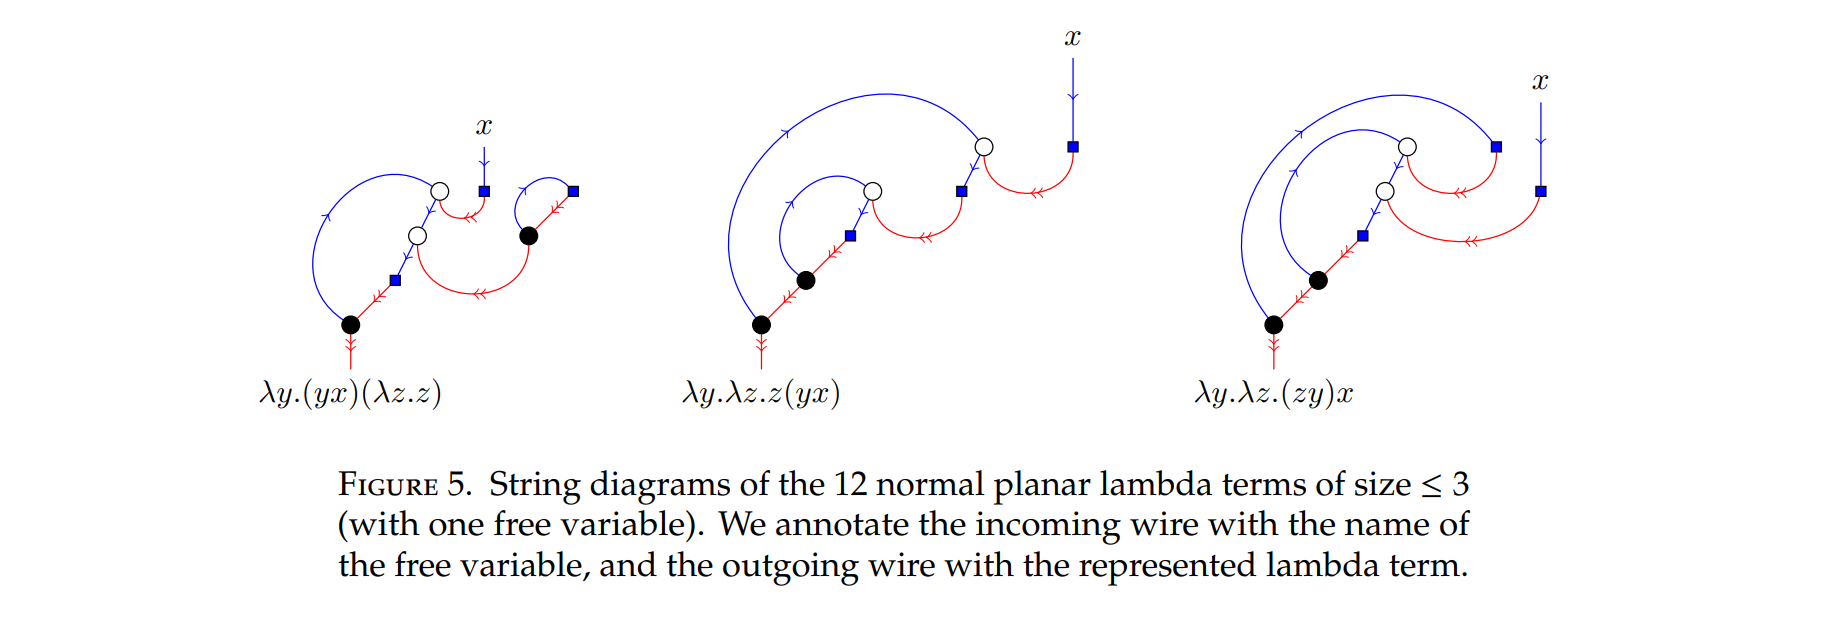 x
x
x
λy.(yx)(λz.z)
λy.λz.z(yx)
λy.λz.(zy)x
FIGURE 5. String diagrams of the 12 normal planar lambda terms of size ≤ 3
(with one free variable). We annotate the incoming wire with the name of
the free variable, and the outgoing wire with the represented lambda term.